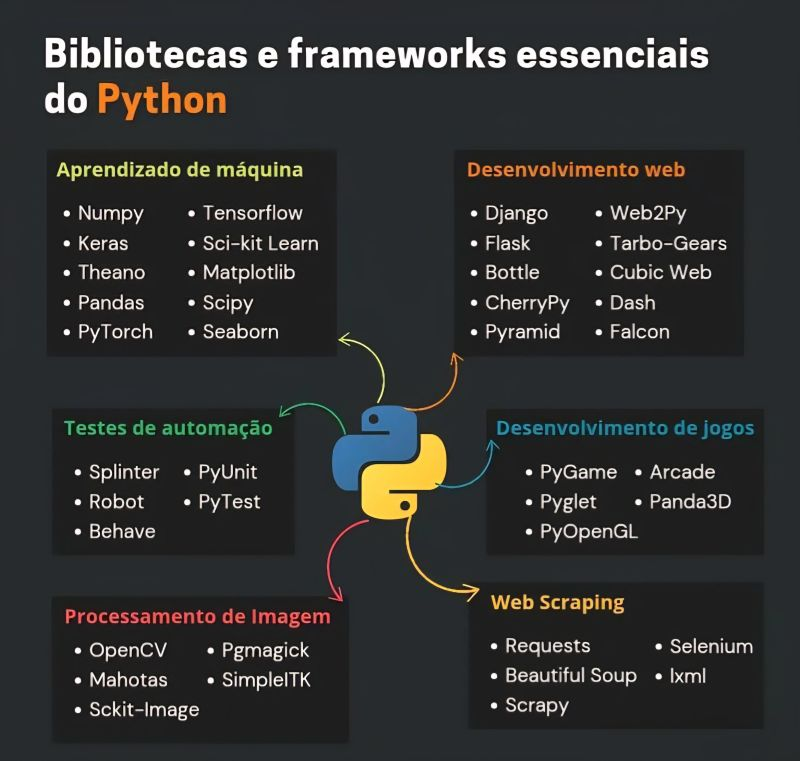 Bibliotecas e frameworks essenciais
do Python
Aprendizado de máquina
• Numpy
• Keras
• Theano
• Pandas
• PyTorch
• Tensorflow
• Sci-kit Learn
• Matplotlib
• Scipy
• Seaborn
Desenvolvimento web
• Django
• Flask
• Bottle
• CherryPy
• Pyramid
• Web2Py
• Tarbo-Gears
• Cubic Web
• Dash
• Falcon
Testes de automação
• Splinter
• Robot
• Behave
• PyUnit
• PyTest
Desenvolvimento de jogos
• PyGame
• Pyglet
• PyOpenGL
• Arcade
• Panda3D
Processamento de Imagem
• OpenCV
• Mahotas
• Sckit-Image
• Pgmagick
• SimpleITK
Web Scraping
• Requests
• Beautiful Soup
• Scrapy
• Selenium
• lxml